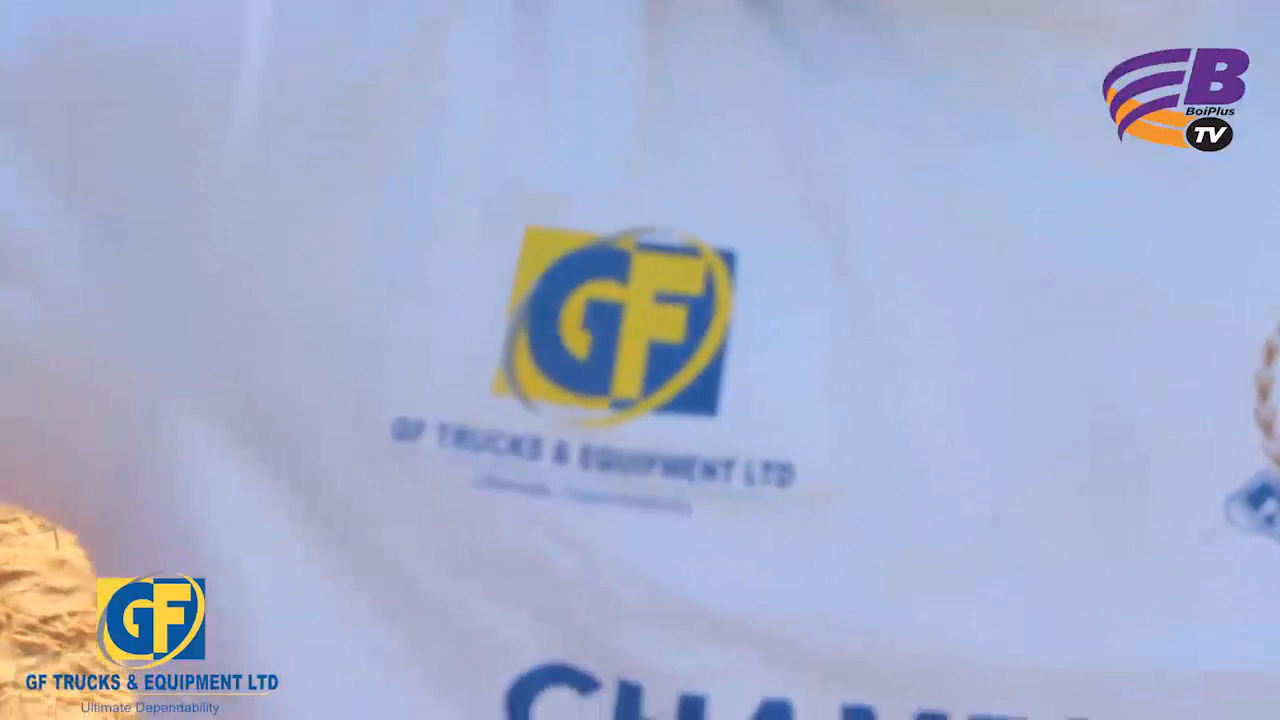 B
BoiPlus
TV
GF
GF TRUCKS & EQUIPMENT LTD
GF
GF TRUCKS & EQUIPMENT LTD
Ultimate Dependability